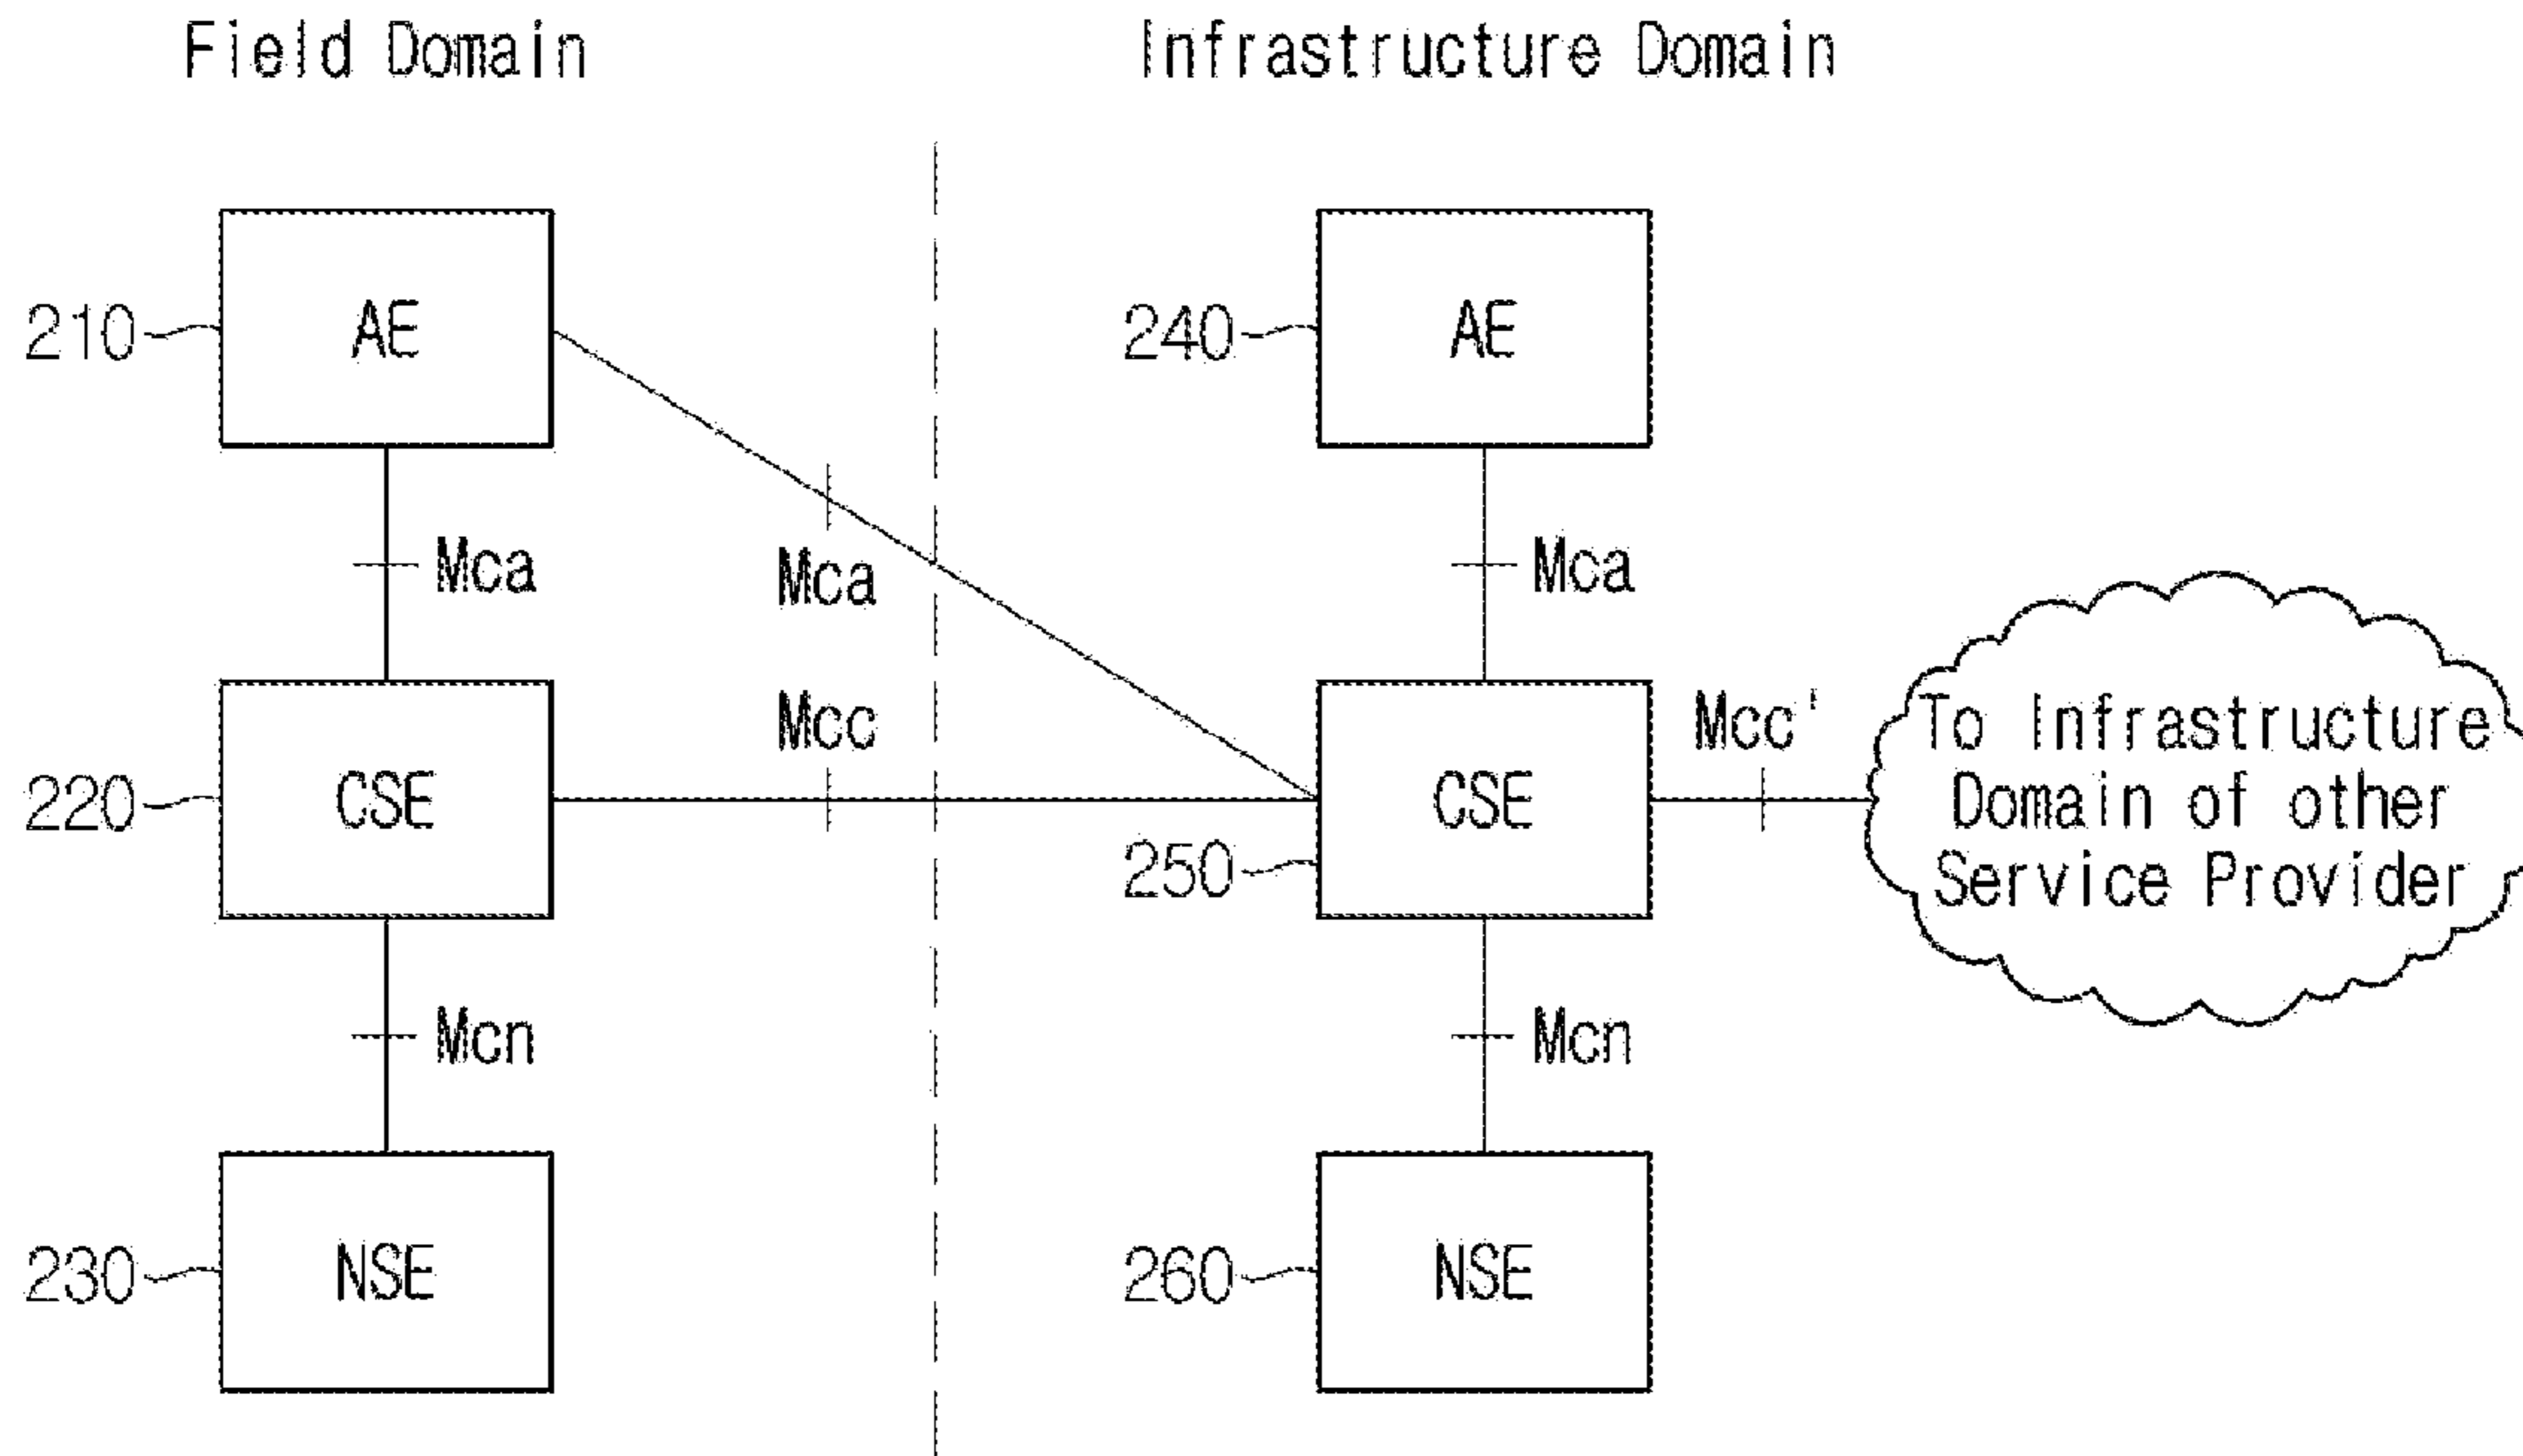 Field Domain
Infrastructure Domain
210
AE
240
AE
Mca
Mca
Mca
Mcc
Mcc'
To Infrastructure
Domain of other
Service Provider
220
CSE
250
CSE
Mcn
Mcn
230
NSE
260
NSE